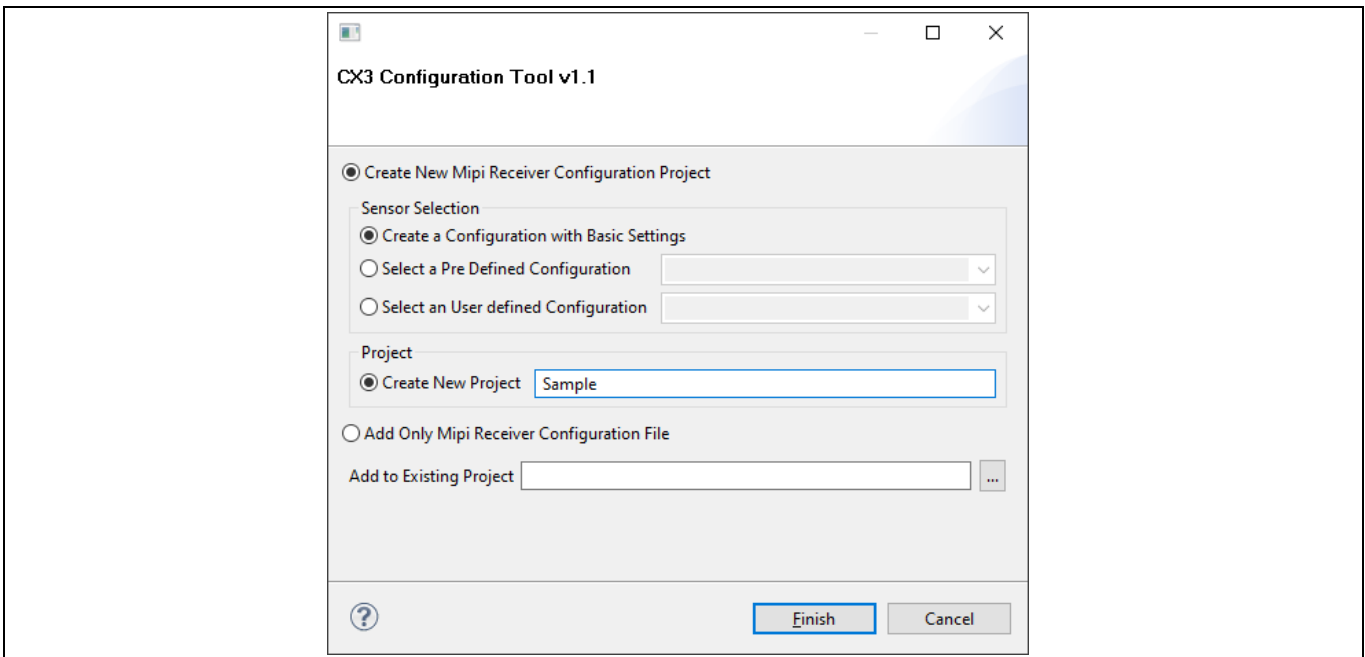 CX3 Configuration Tool v1.1
Create New Mipi Receiver Configuration Project
Sensor Selection
Create a Configuration with Basic Settings
Select a Pre Defined Configuration
Select an User defined Configuration
Project
Create New Project Sample
Add Only Mipi Receiver Configuration File
Add to Existing Project ...
? Finish Cancel